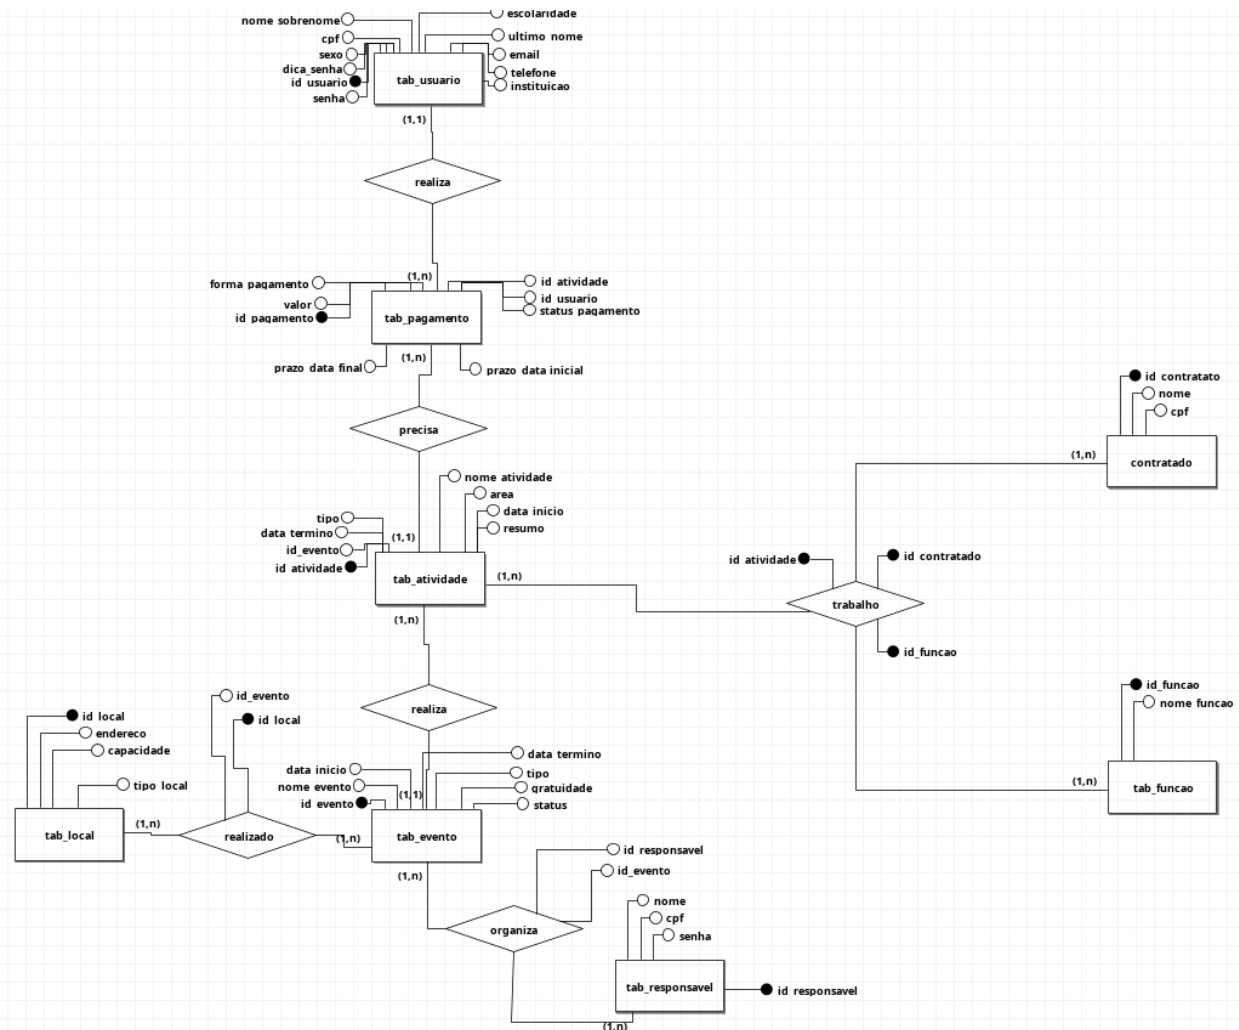 escolaridade
nome sobrenome
ultimo nome
cpf
sexo
email
dica_senha
telefone
id usuario
tab_usuario
instituicao
senha
(1,1)
realiza
(1,n)
forma pagamento
id atividade
valor
id usuario
id pagamento
tab_pagamento
status pagamento
(1,n)
prazo data final
prazo data inicial
id contratato
nome
cpf
precisa
(1,n)
contratado
nome atividade
area
data inicio
tipo
resumo
data termino
(1,1)
id_evento
id atividade
id contratado
id atividade
tab_atividade
(1,n)
trabalho
(1,n)
id_funcao
id_evento
id_funcao
nome funcao
realiza
id local
id local
endereco
capacidade
data termino
data inicio
tipo
tipo local
nome evento
gratuidade
(1,1)
id evento
status
(1,n)
tab_funcao
(1,n)
tab_local
realizado
(1,n)
tab_evento
id responsavel
(1,n)
id_evento
nome
cpf
organiza
senha
tab_responsavel
id responsavel
(1,n)